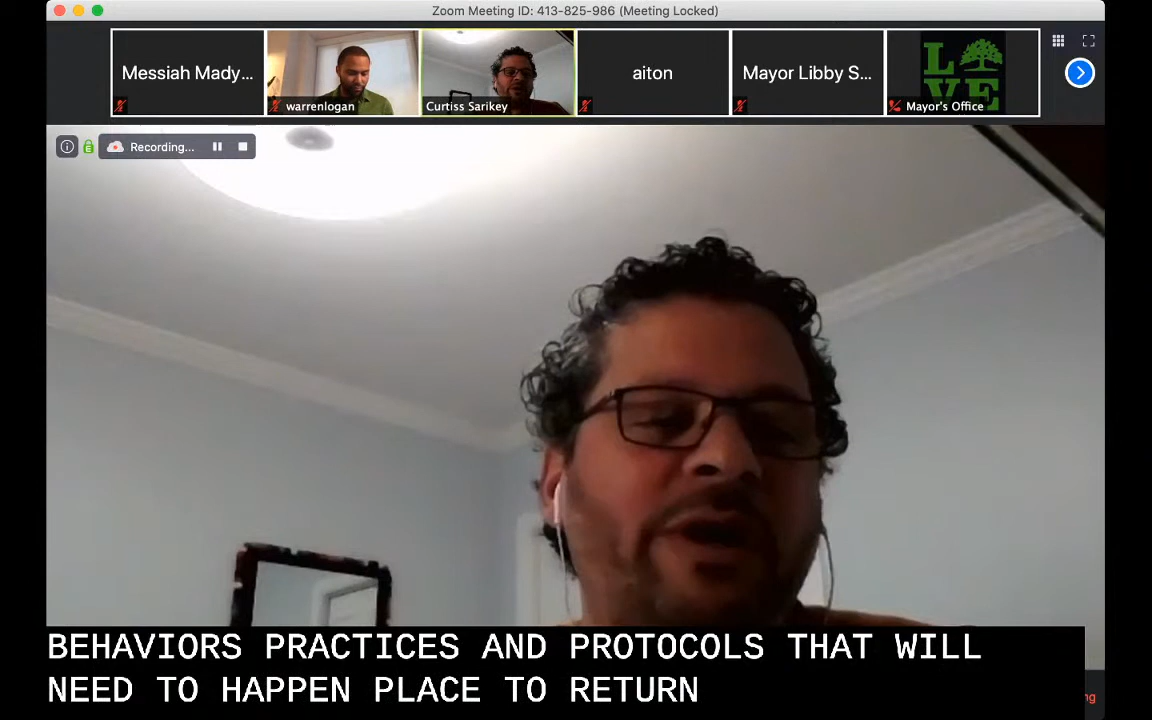 Zoom Meeting ID: 413-825-986 (Meeting Locked)
Messiah Mady...
warrenlogan
Curtiss Sarikey
aiton
Mayor Libby S...
L VE
Mayor's Office
Recording...
BEHAVIORS PRACTICES AND PROTOCOLS THAT WILL
NEED TO HAPPEN PLACE TO RETURN